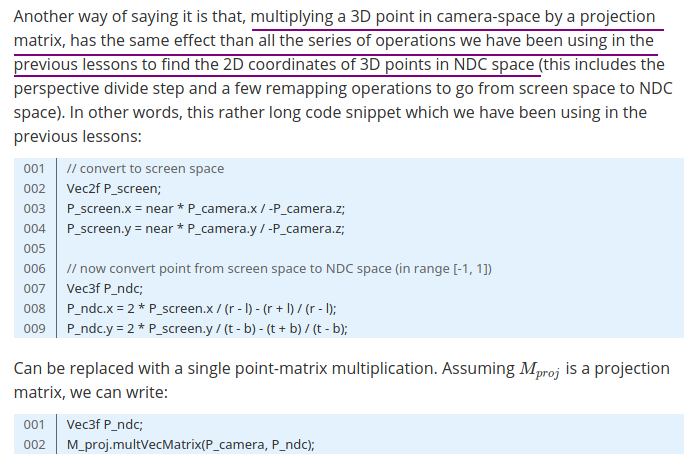 Another way of saying it is that, multiplying a 3D point in camera-space by a projection
matrix, has the same effect than all the series of operations we have been using in the
previous lessons to find the 2D coordinates of 3D points in NDC space (this includes the
perspective divide step and a few remapping operations to go from screen space to NDC
space). In other words, this rather long code snippet which we have been using in the
previous lessons:
001 // convert to screen space
002 Vec2f P_screen;
003 P_screen.x = near * P_camera.x / -P_camera.z;
004 P_screen.y = near * P_camera.y / -P_camera.z;
005
006 // now convert point from screen space to NDC space (in range [-1, 1])
007 Vec3f P_ndc;
008 P_ndc.x = 2 * P_screen.x / (r - l) - (r + l) / (r - l);
009 P_ndc.y = 2 * P_screen.y / (t - b) - (t + b) / (t - b);
Can be replaced with a single point-matrix multiplication. Assuming M_proj is a projection
matrix, we can write:
001 Vec3f P_ndc;
002 M_proj.multVecMatrix(P_camera, P_ndc);